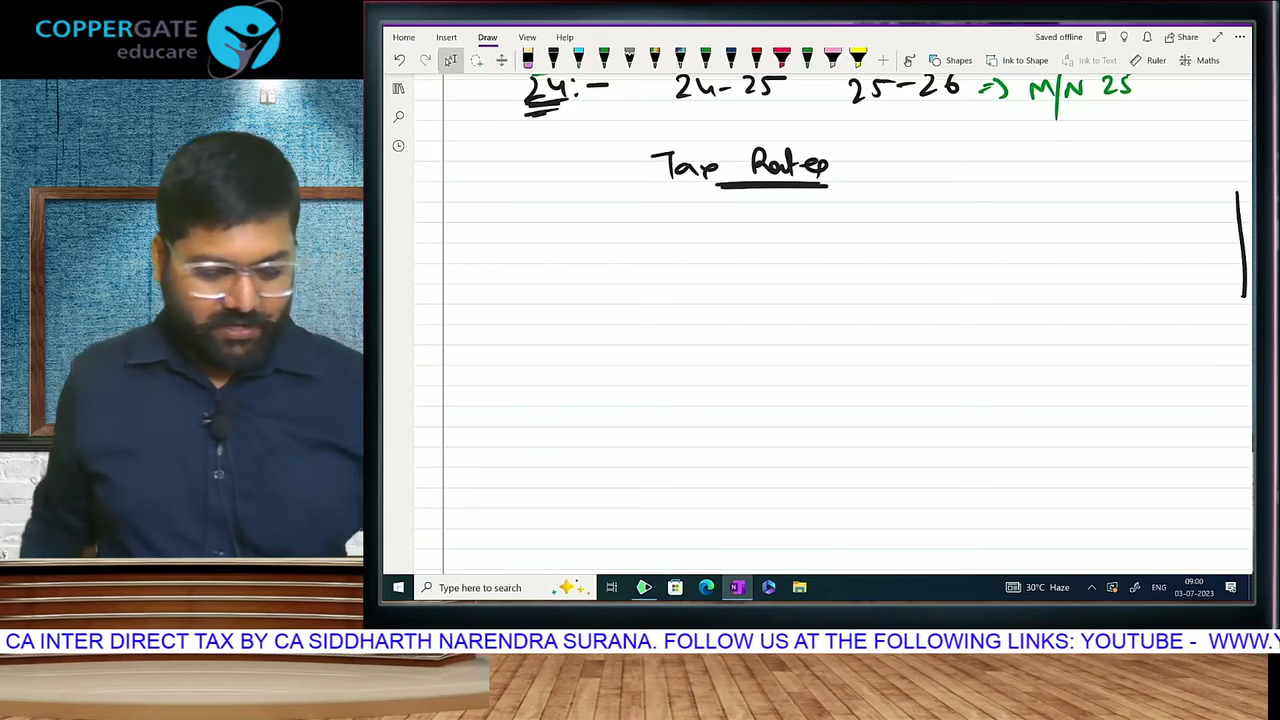 COPPERGATE
educare
Home Insert Draw View Help
Saved offline Share
Shapes Ink to Shape Ink to Text Ruler Maths
24:- 24-25 25-26 => M/N 25
Tax Rates
Type here to search
30°C Haze ENG 09:00
03-07-2023
CA INTER DIRECT TAX BY CA SIDDHARTH NARENDRA SURANA. FOLLOW US AT THE FOLLOWING LINKS: YOUTUBE - WWW.Y